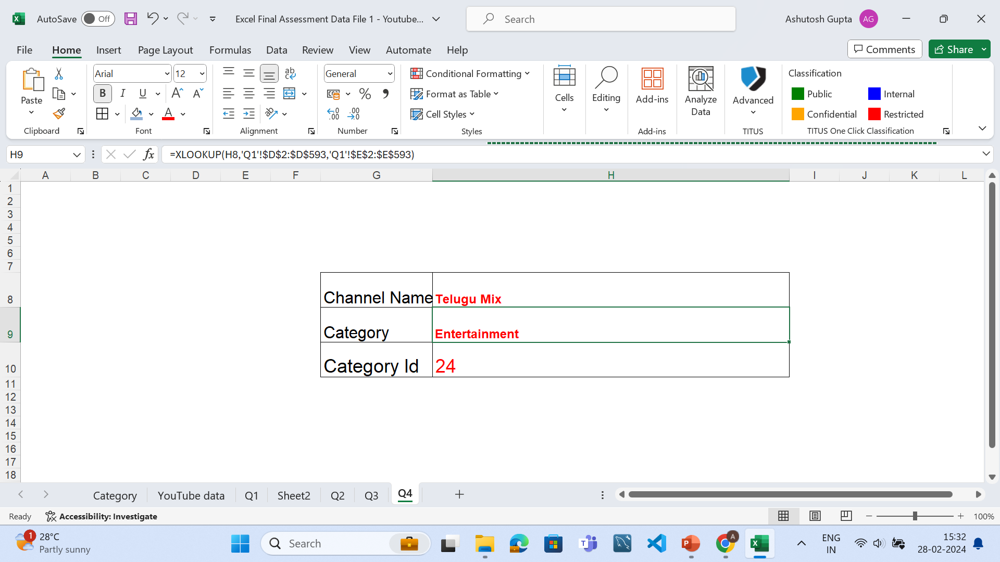 AutoSave Off Excel Final Assessment Data File 1 - Youtube... Search Ashutosh Gupta AG
File Home Insert Page Layout Formulas Data Review View Automate Help Comments Share
Paste
Clipboard
Arial 12
B I U
Font
Alignment
General
Number
Conditional Formatting
Format as Table
Cell Styles
Styles
Cells
Editing
Add-ins
Add-ins
Analyze
Data
Advanced
TITUS
Classification
Public Internal
Confidential Restricted
TITUS One Click Classification
H9 fx =XLOOKUP(H8,'Q1'!$D$2:$D$593,'Q1'!$E$2:$E$593)
A B C D E F G H I J K L
1
2
3
4
5
6
7
8 Channel Name Telugu Mix
9 Category Entertainment
10 Category Id 24
11
12
13
14
15
16
17
18
Category YouTube data Q1 Sheet2 Q2 Q3 Q4
Ready Accessibility: Investigate 100%
1 28°C
Partly sunny
Search
ENG
IN
15:32
28-02-2024